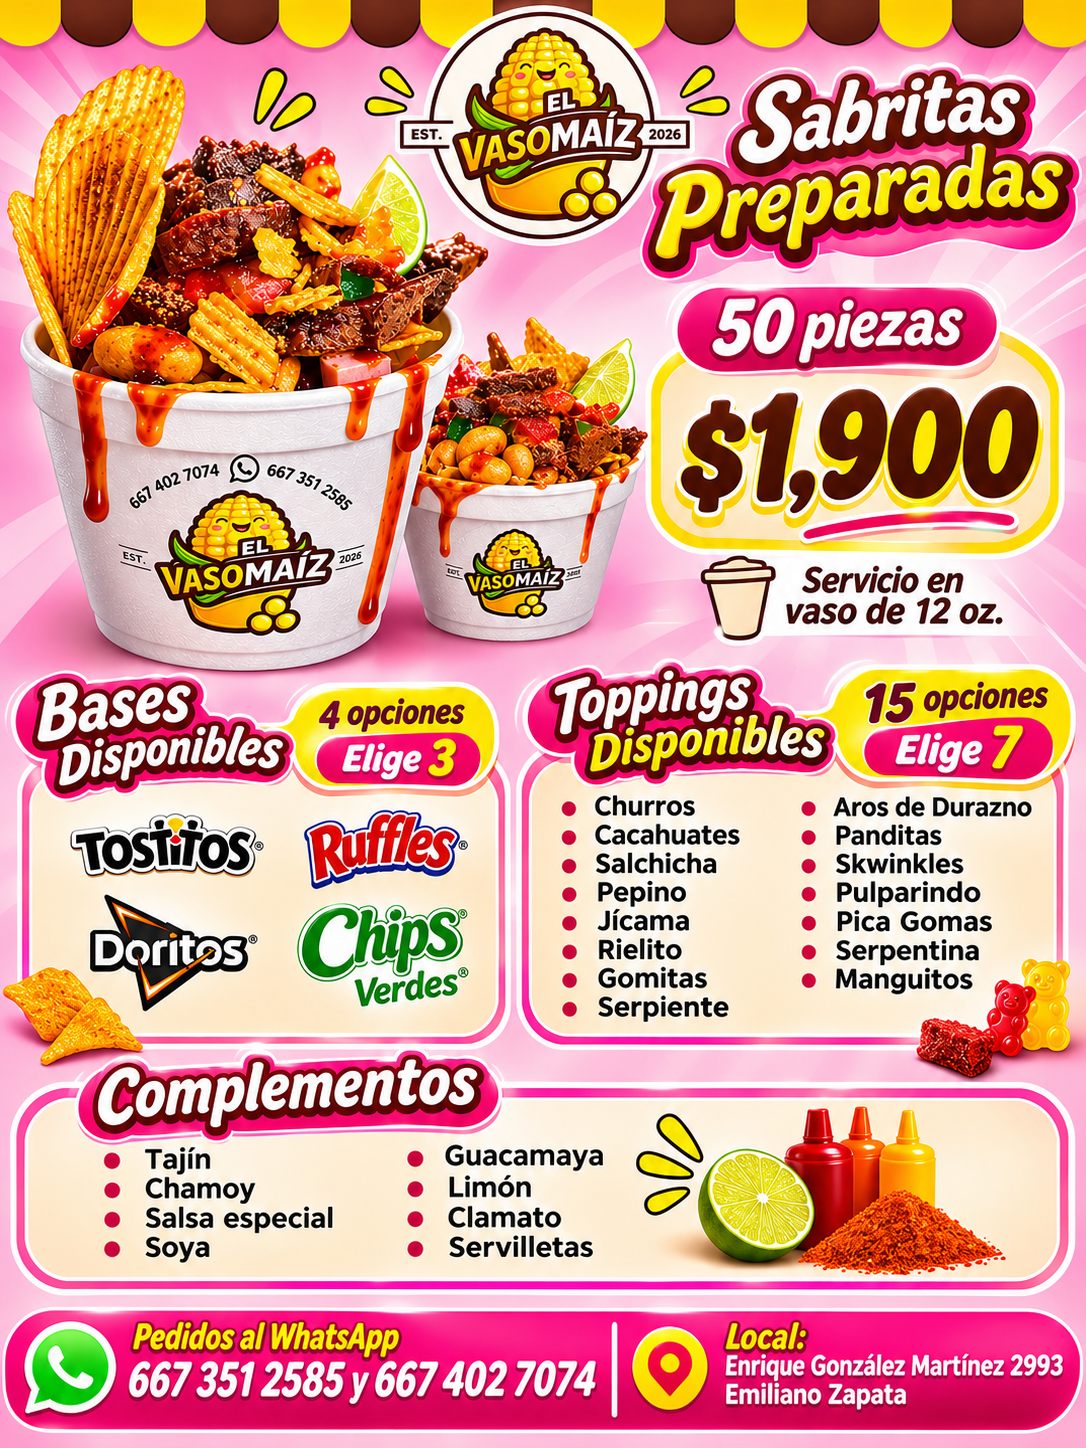 EL
EST. VASOMAÍZ 2026
Sabritas
Preparadas
50 piezas
$1,900
Servicio en
vaso de 12 oz.
667 402 7074 667 351 2585
EL
EST. VASOMAÍZ 2026
EL
VASOMAÍZ
Bases
Disponibles
4 opciones
Elige 3
TOSTITOS®
Ruffles®
Doritos®
Chips®
Verdes®
Toppings
Disponibles
15 opciones
Elige 7
Churros
Cacahuates
Salchicha
Pepino
Jícama
Rielito
Gomitas
Serpiente
Aros de Durazno
Panditas
Skwinkles
Pulparindo
Pica Gomas
Serpentina
Manguitos
Complementos
Tajín
Chamoy
Salsa especial
Soya
Guacamaya
Limón
Clamato
Servilletas
Pedidos al WhatsApp
667 351 2585 y 667 402 7074
Local:
Enrique González Martínez 2993
Emiliano Zapata